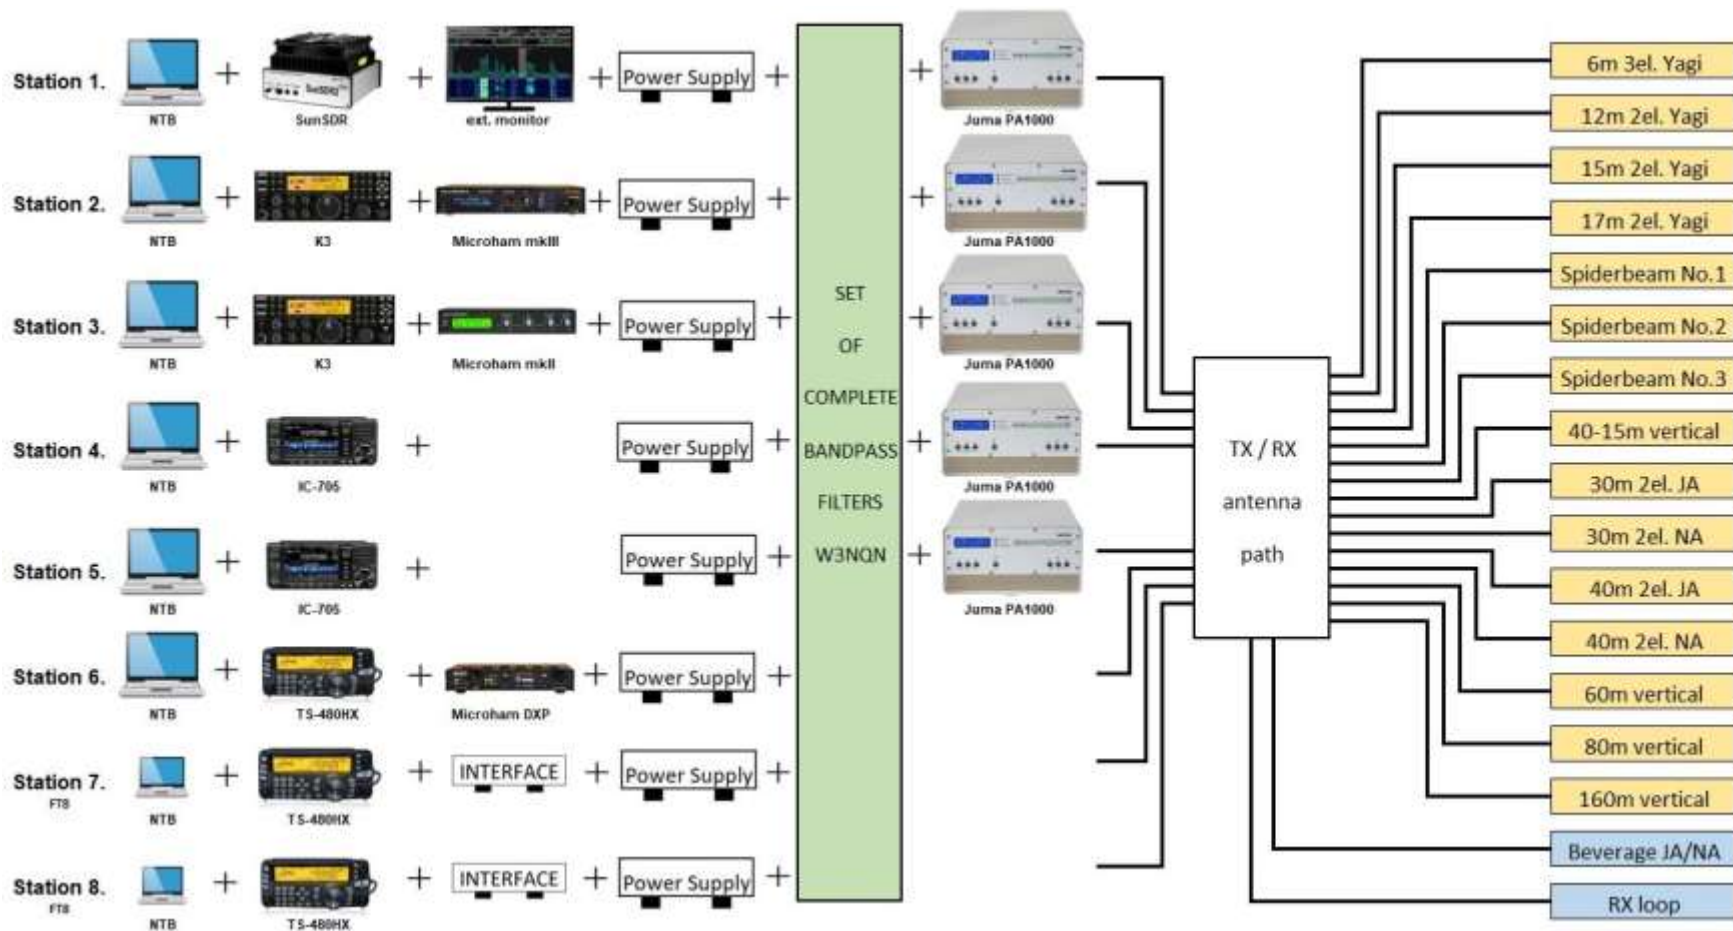 Station 1.
NTB
SunSDR
ext. monitor
Power Supply
Juma PA1000
Station 2.
NTB
K3
Microham mkIII
Power Supply
Juma PA1000
Station 3.
NTB
K3
Microham mkII
Power Supply
Juma PA1000
Station 4.
NTB
IC-705
Power Supply
Juma PA1000
Station 5.
NTB
IC-705
Power Supply
Juma PA1000
Station 6.
NTB
TS-480HX
Microham DXP
Power Supply
Station 7.
FT8
NTB
TS-480HX
INTERFACE
Power Supply
Station 8.
FT8
NTB
TS-480HX
INTERFACE
Power Supply
SET
OF
COMPLETE
BANDPASS
FILTERS
W3NQN
TX / RX
antenna
path
6m 3el. Yagi
12m 2el. Yagi
15m 2el. Yagi
17m 2el. Yagi
Spiderbeam No.1
Spiderbeam No.2
Spiderbeam No.3
40-15m vertical
30m 2el. JA
30m 2el. NA
40m 2el. JA
40m 2el. NA
60m vertical
80m vertical
160m vertical
Beverage JA/NA
RX loop